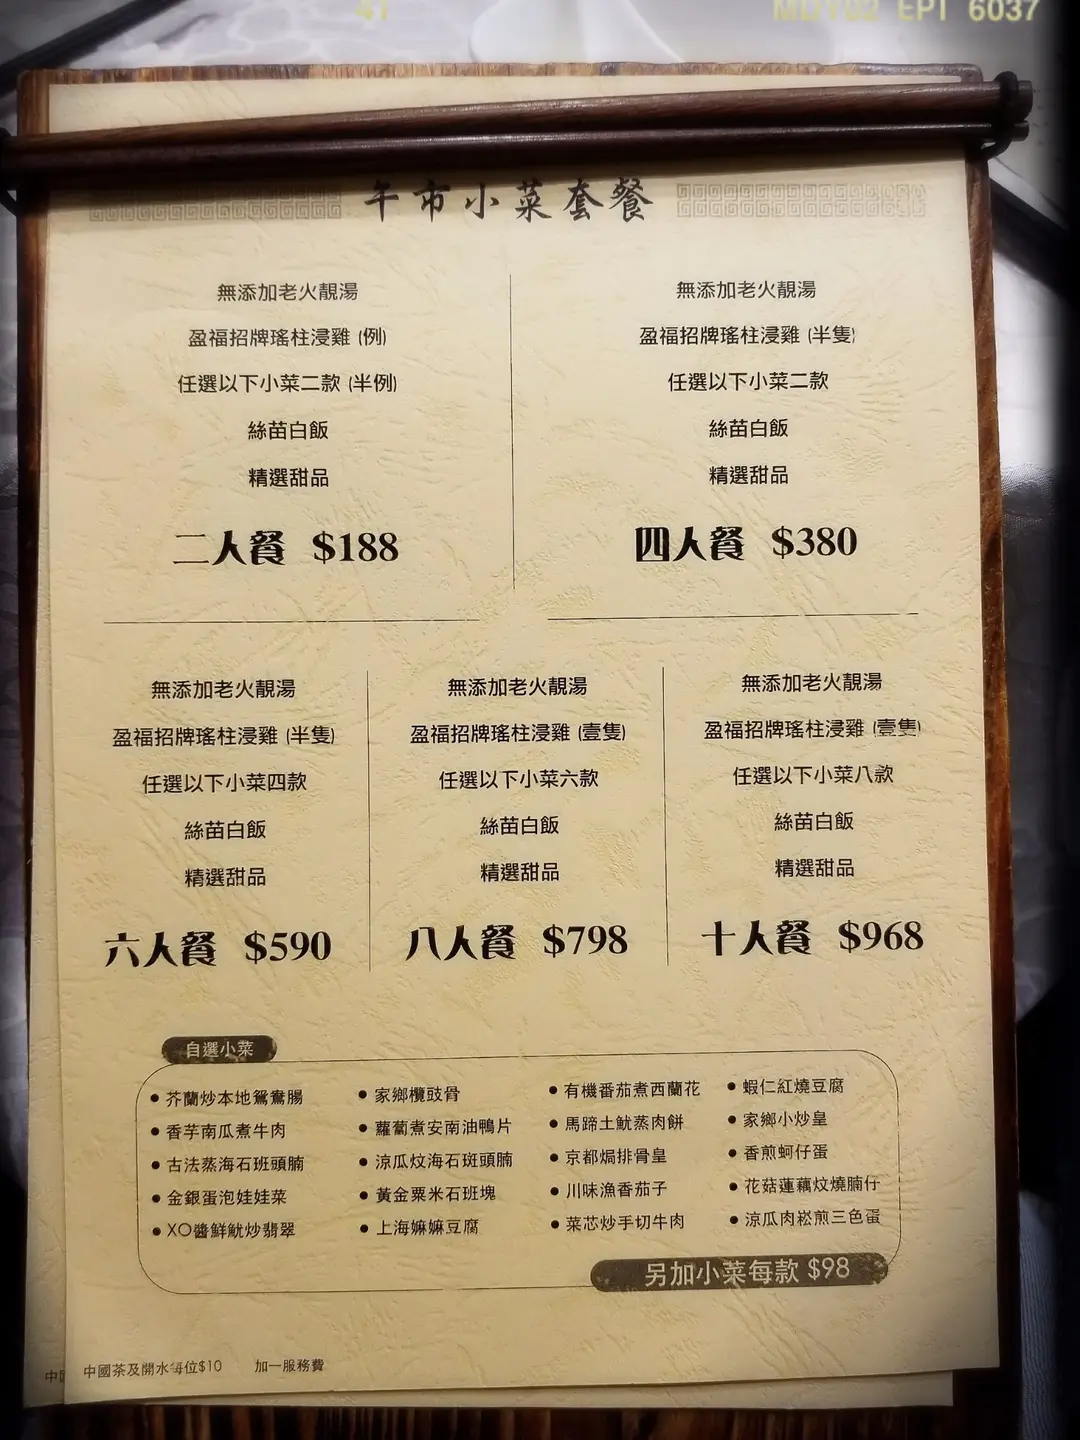 41
MDY02 EPI 6037
午市小菜套餐
無添加老火靚湯
盈福招牌瑤柱浸雞 (例)
任選以下小菜二款 (半例)
絲苗白飯
精選甜品
二人餐 $188
無添加老火靚湯
盈福招牌瑤柱浸雞 (半隻)
任選以下小菜二款
絲苗白飯
精選甜品
四人餐 $380
無添加老火靚湯
盈福招牌瑤柱浸雞 (半隻)
任選以下小菜四款
絲苗白飯
精選甜品
六人餐 $590
無添加老火靚湯
盈福招牌瑤柱浸雞 (壹隻)
任選以下小菜六款
絲苗白飯
精選甜品
八人餐 $798
無添加老火靚湯
盈福招牌瑤柱浸雞 (壹隻)
任選以下小菜八款
絲苗白飯
精選甜品
十人餐 $968
自選小菜
芥蘭炒本地鴛鴦腸
香芋南瓜煮牛肉
古法蒸海石班頭腩
金銀蛋泡娃娃菜
XO醬鮮魷炒翡翠
家鄉欖豉骨
蘿蔔煮安南油鴨片
涼瓜炆海石斑頭腩
黃金粟米石班塊
上海嫲嫲豆腐
有機番茄煮西蘭花
馬蹄土魷蒸肉餅
京都焗排骨皇
川味漁香茄子
菜芯炒手切牛肉
蝦仁紅燒豆腐
家鄉小炒皇
香煎蚵仔蛋
花菇蓮藕炆燒腩仔
涼瓜肉崧煎三色蛋
另加小菜每款 $98
中國茶及開水每位$10 加一服務費